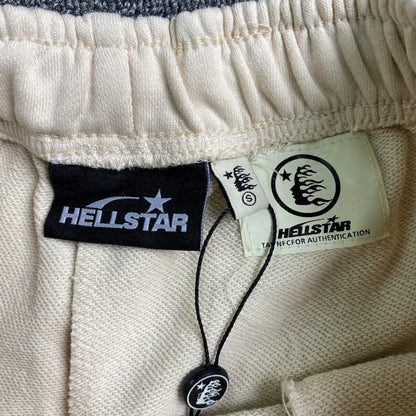 HELLSTAR
S
HELLSTAR
TAP NFC FOR AUTHENTICATION